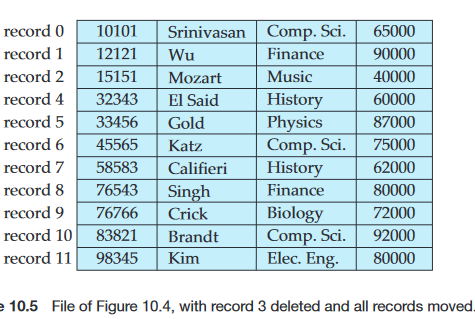 record 0 10101 Srinivasan Comp. Sci. 65000
record 1 12121 Wu Finance 90000
record 2 15151 Mozart Music 40000
record 4 32343 El Said History 60000
record 5 33456 Gold Physics 87000
record 6 45565 Katz Comp. Sci. 75000
record 7 58583 Califieri History 62000
record 8 76543 Singh Finance 80000
record 9 76766 Crick Biology 72000
record 10 83821 Brandt Comp. Sci. 92000
record 11 98345 Kim Elec. Eng. 80000
e 10.5 File of Figure 10.4, with record 3 deleted and all records moved.